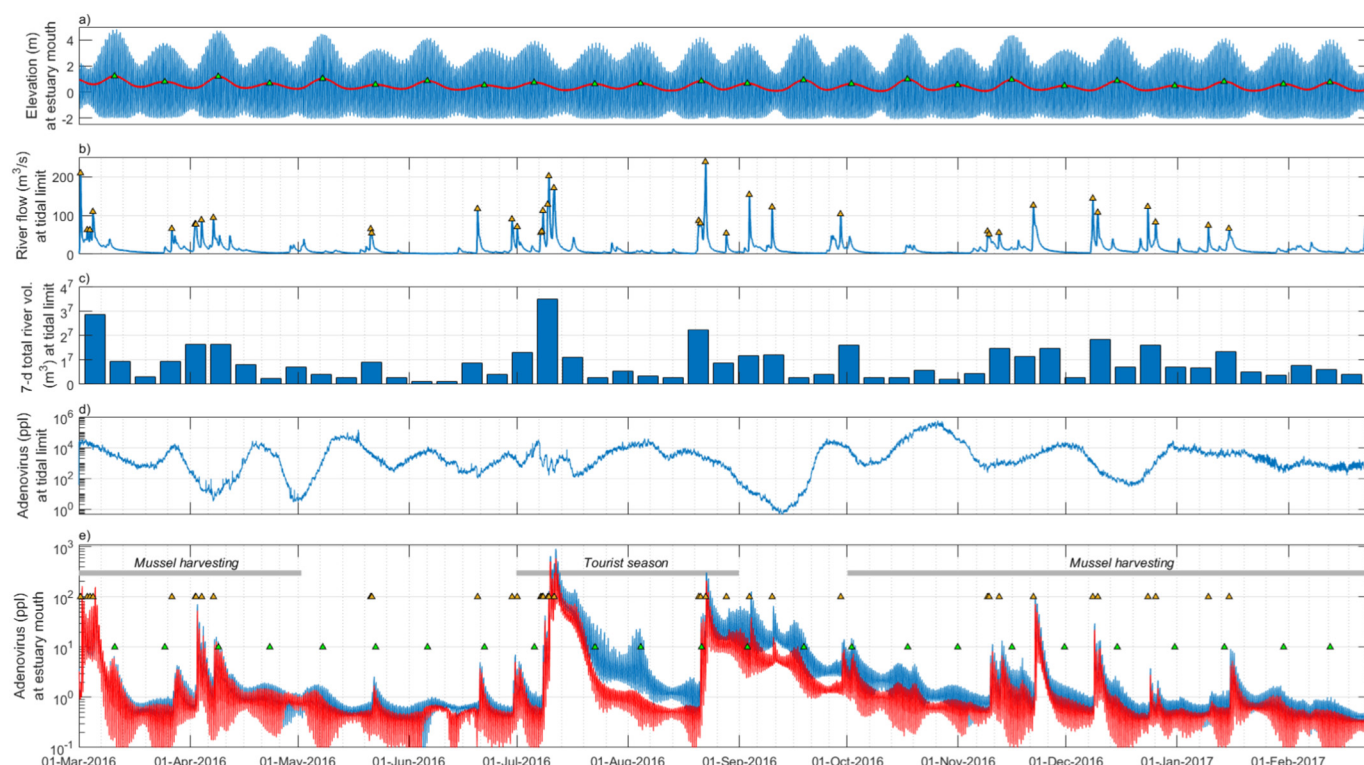 a)
Elevation (m)
at estuary mouth
4
2
0
-2
b)
River flow (m³/s)
at tidal limit
200
100
0
c)
7-d total river vol.
(m³) at tidal limit
4⁷
3⁷
2⁷
1⁷
0
d)
Adenovirus (ppl)
at tidal limit
10⁶
10⁴
10²
10⁰
e)
Adenovirus (ppl)
at estuary mouth
10³
10²
10¹
10⁰
10⁻¹
Mussel harvesting
Tourist season
Mussel harvesting
01-Mar-2016 01-Apr-2016 01-May-2016 01-Jun-2016 01-Jul-2016 01-Aug-2016 01-Sep-2016 01-Oct-2016 01-Nov-2016 01-Dec-2016 01-Jan-2017 01-Feb-2017